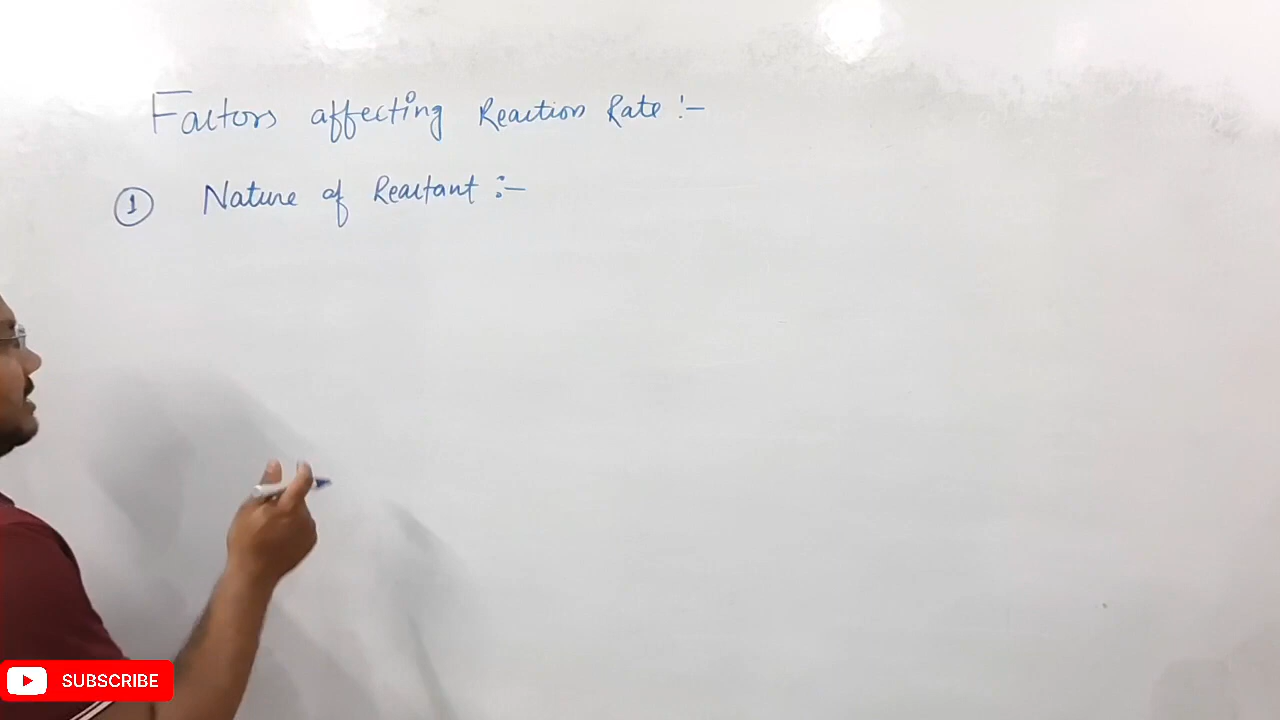 Factors affecting Reaction Rate :-
① Nature of Reactant :-
SUBSCRIBE